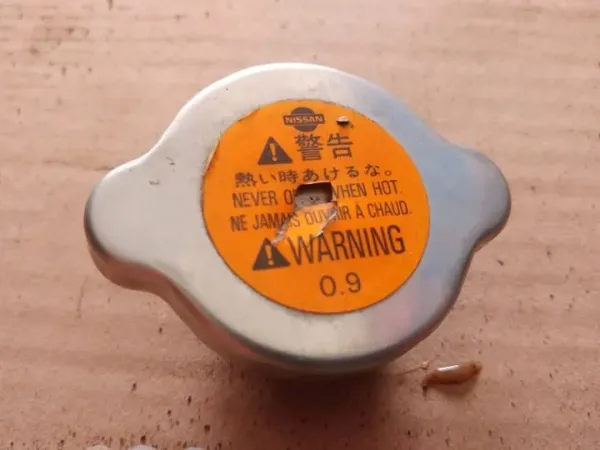 NISSAN
警告
熱い時あけるな。
NEVER WHEN HOT.
NE JAMAIS OUVRIR À CHAUD.
WARNING
0.9